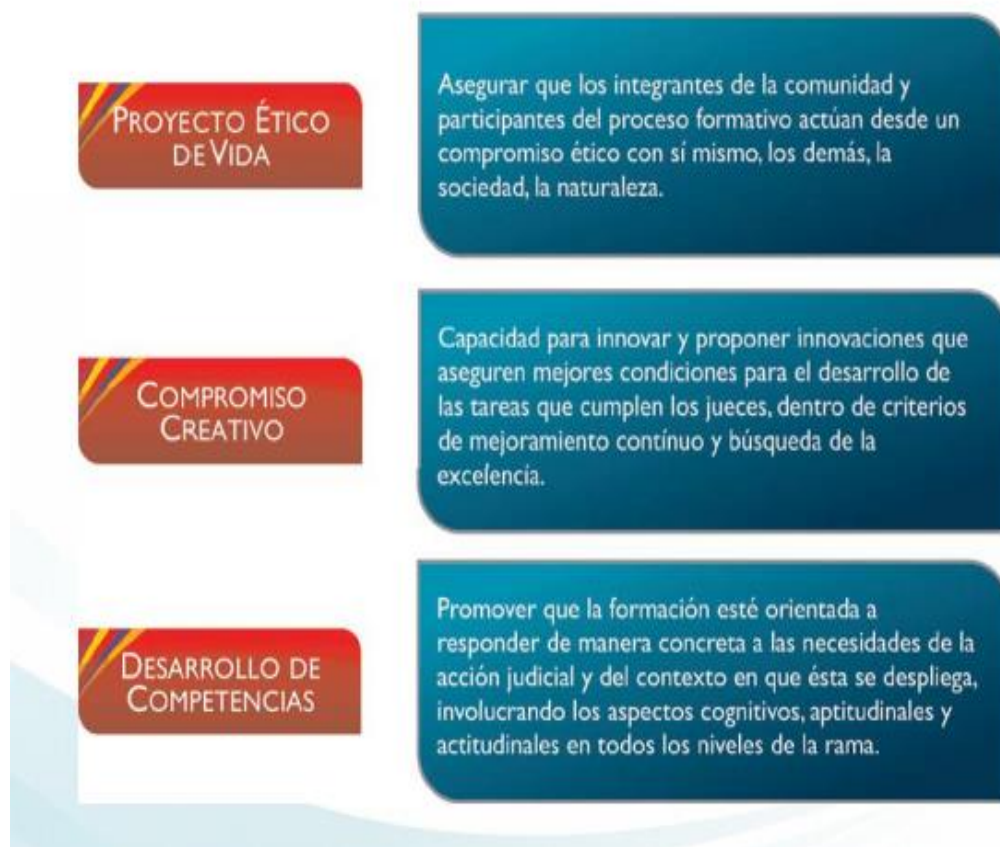 PROYECTO ÉTICO
DE VIDA
Asegurar que los integrantes de la comunidad y
participantes del proceso formativo actúan desde un
compromiso ético con sí mismo, los demás, la
sociedad, la naturaleza.
COMPROMISO
CREATIVO
Capacidad para innovar y proponer innovaciones que
aseguren mejores condiciones para el desarrollo de
las tareas que cumplen los jueces, dentro de criterios
de mejoramiento contínuo y búsqueda de la
excelencia.
DESARROLLO DE
COMPETENCIAS
Promover que la formación esté orientada a
responder de manera concreta a las necesidades de la
acción judicial y del contexto en que ésta se despliega,
involucrando los aspectos cognitivos, aptitudinales y
actitudinales en todos los niveles de la rama.